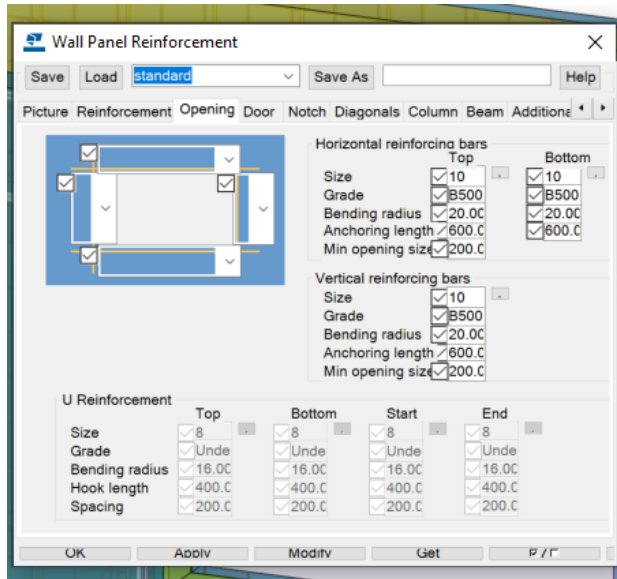 Wall Panel Reinforcement
Save Load standard Save As Help
Picture Reinforcement Opening Door Notch Diagonals Column Beam Additiona
Horizontal reinforcing bars
Top Bottom
Size 10 . 10 .
Grade B500 B500
Bending radius 20.00 20.00
Anchoring length 600.0 600.0
Min opening size 200.0
Vertical reinforcing bars
Size 10 .
Grade B500
Bending radius 20.00
Anchoring length 600.0
Min opening size 200.0
U Reinforcement
Top Bottom Start End
Size 8 . 8 . 8 . 8 .
Grade Unde Unde Unde Unde
Bending radius 16.00 16.00 16.00 16.00
Hook length 400.0 400.0 400.0 400.0
Spacing 200.0 200.0 200.0 200.0
OK Apply Modify Get